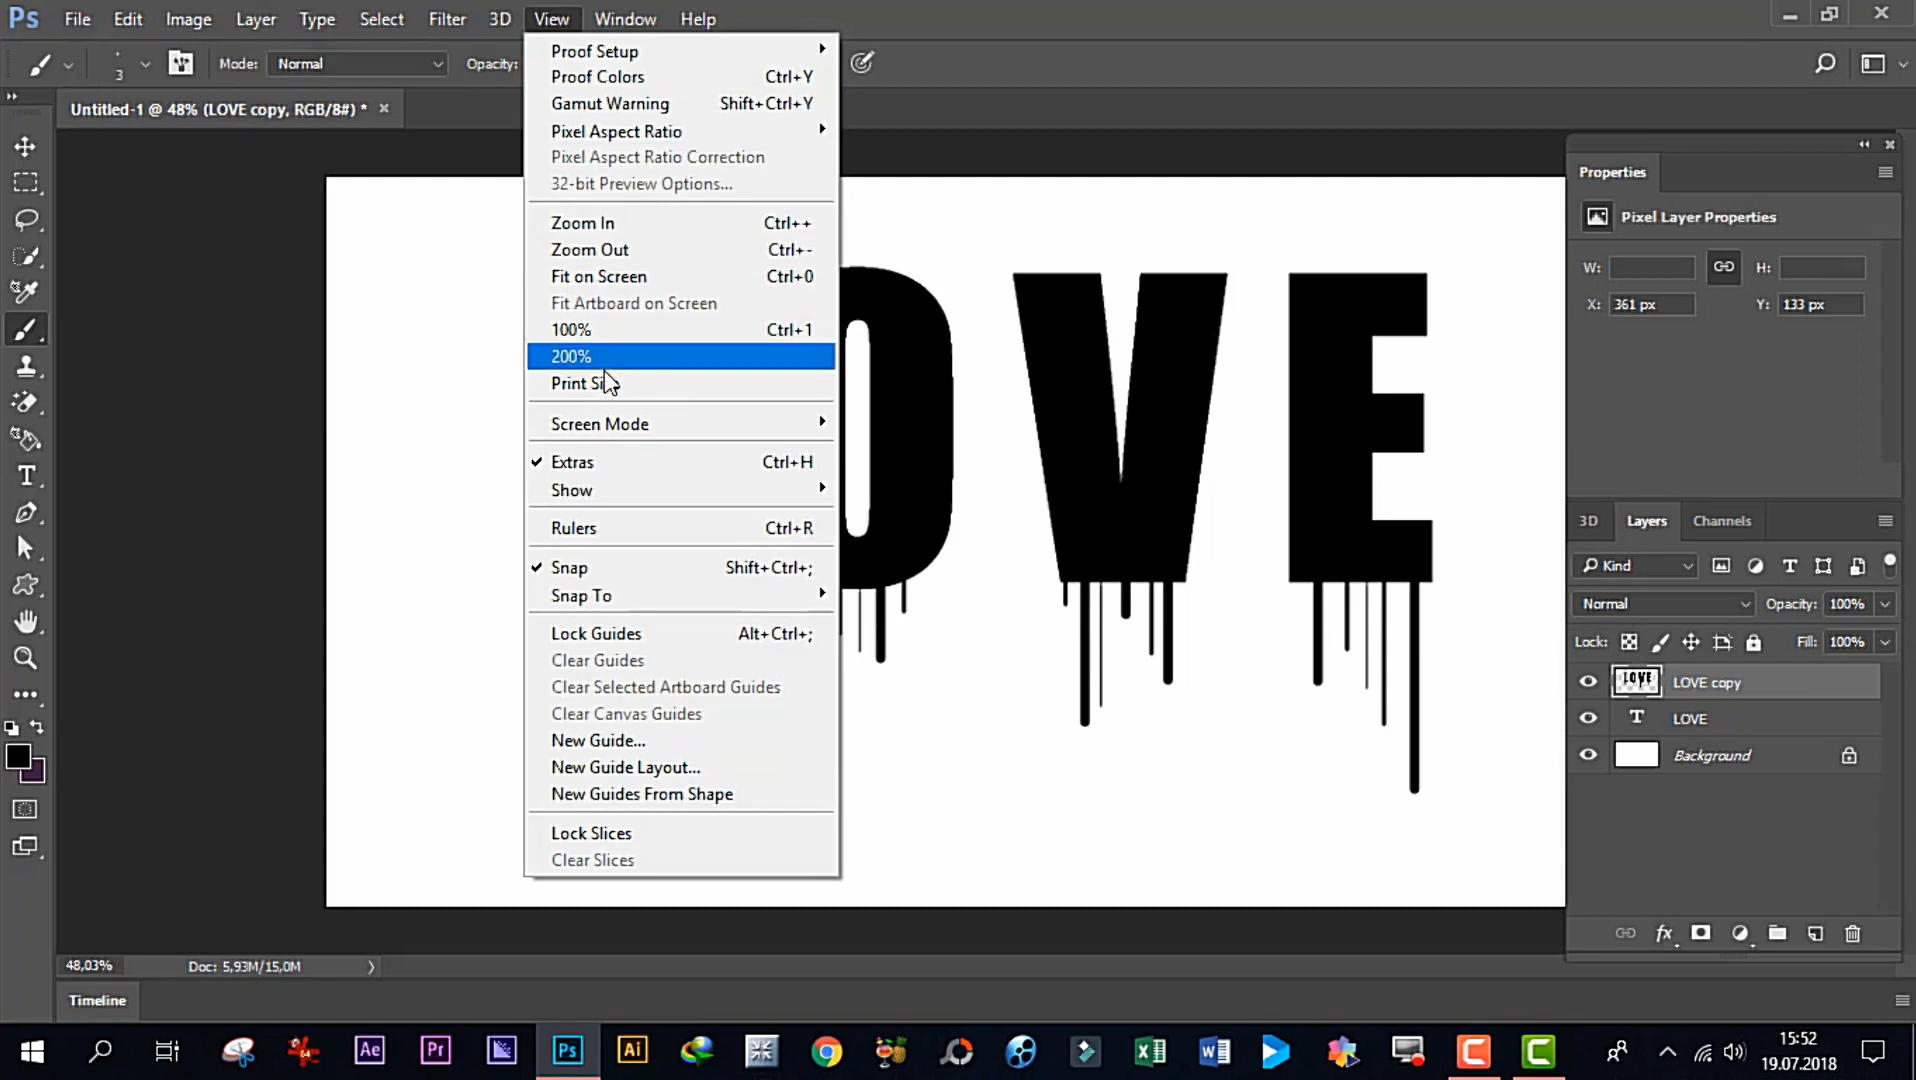 Ps File Edit Image Layer Type Select Filter 3D View Window Help
3 Mode: Normal Opacity:
Untitled-1 @ 48% (LOVE copy, RGB/8#) *
Proof Setup
Proof Colors Ctrl+Y
Gamut Warning Shift+Ctrl+Y
Pixel Aspect Ratio
Pixel Aspect Ratio Correction
32-bit Preview Options...
Zoom In Ctrl++
Zoom Out Ctrl+-
Fit on Screen Ctrl+0
Fit Artboard on Screen
100% Ctrl+1
200%
Print
Screen Mode
Extras Ctrl+H
Show
Rulers Ctrl+R
Snap Shift+Ctrl+;
Snap To
Lock Guides Alt+Ctrl+;
Clear Guides
Clear Selected Artboard Guides
Clear Canvas Guides
New Guide...
New Guide Layout...
New Guides From Shape
Lock Slices
Clear Slices
OVE
Properties
Pixel Layer Properties
W: H:
X: 361 px Y: 133 px
3D Layers Channels
Kind
Normal Opacity: 100%
Lock: Fill: 100%
LOVE LOVE copy
T LOVE
Background
48,03% Doc: 5,93M/15,0M
Timeline
Ae Pr Ps Ai
15:52
19.07.2018